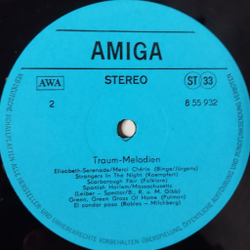 AMIGA
AWA
STEREO
ST 33
2
8 55 932
Traum-Melodien
Elisabeth-Serenade/Merci Chérie (Binge/Jürgens)
Strangers In The Night (Kaempfert)
Scarborough Fair (Folklore)
Spanish Harlem/Massachusetts
(Leiber - Spector/B., R. u. M. Gibb)
Green, Green Grass Of Home (Putman)
El condor pasa (Robles - Milchberg)